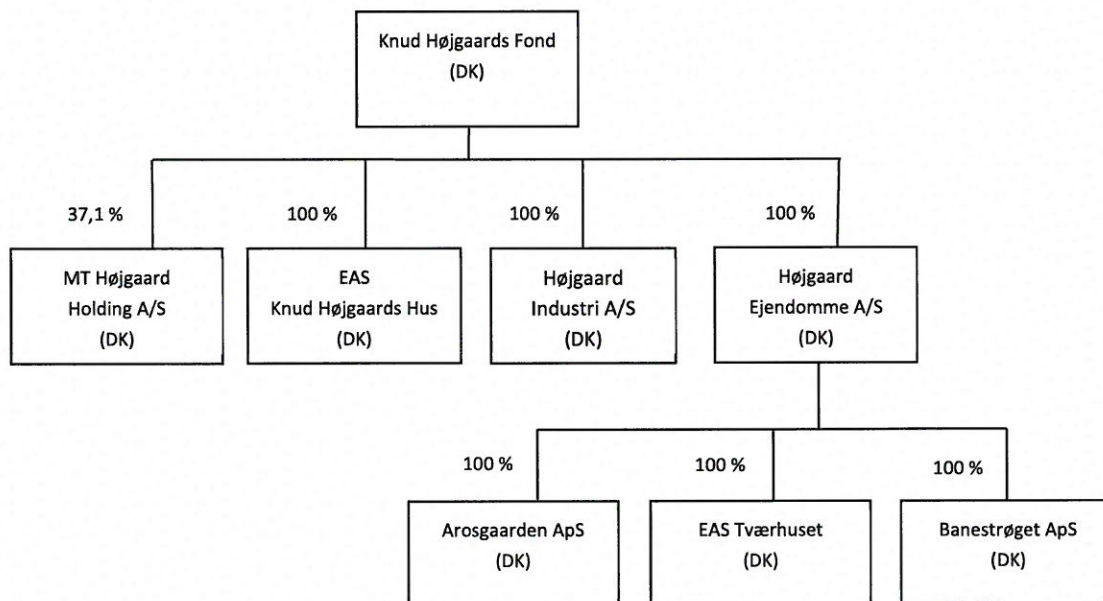 Knud Højgaards Fond
(DK)
37,1 %
100 %
100 %
100 %
MT Højgaard
Holding A/S
(DK)
EAS
Knud Højgaards Hus
(DK)
Højgaard
Industri A/S
(DK)
Højgaard
Ejendomme A/S
(DK)
100 %
100 %
100 %
Arosgaarden ApS
(DK)
EAS Tværhuset
(DK)
Banestrøget ApS
(DK)